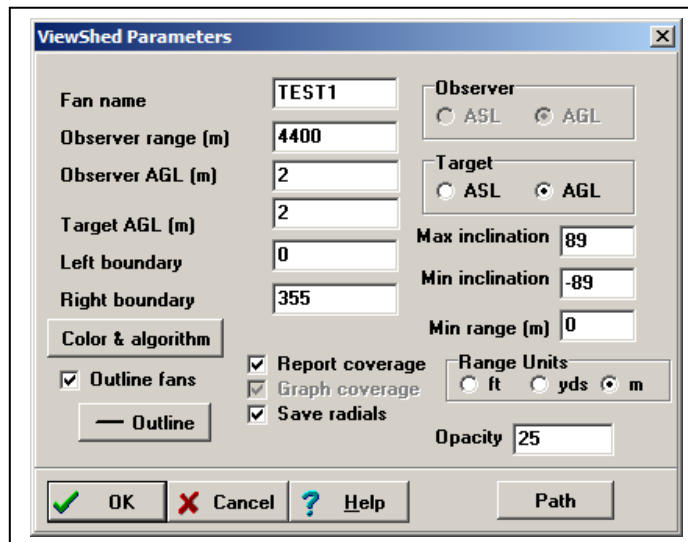 ViewShed Parameters
Fan name TEST1
Observer range (m) 4400
Observer AGL (m) 2
Target AGL (m) 2
Left boundary 0
Right boundary 355
Color & algorithm
Outline fans
Outline
Report coverage
Graph coverage
Save radials
Observer
ASL AGL
Target
ASL AGL
Max inclination 89
Min inclination -89
Min range (m) 0
Range Units
ft yds m
Opacity 25
OK Cancel Help Path